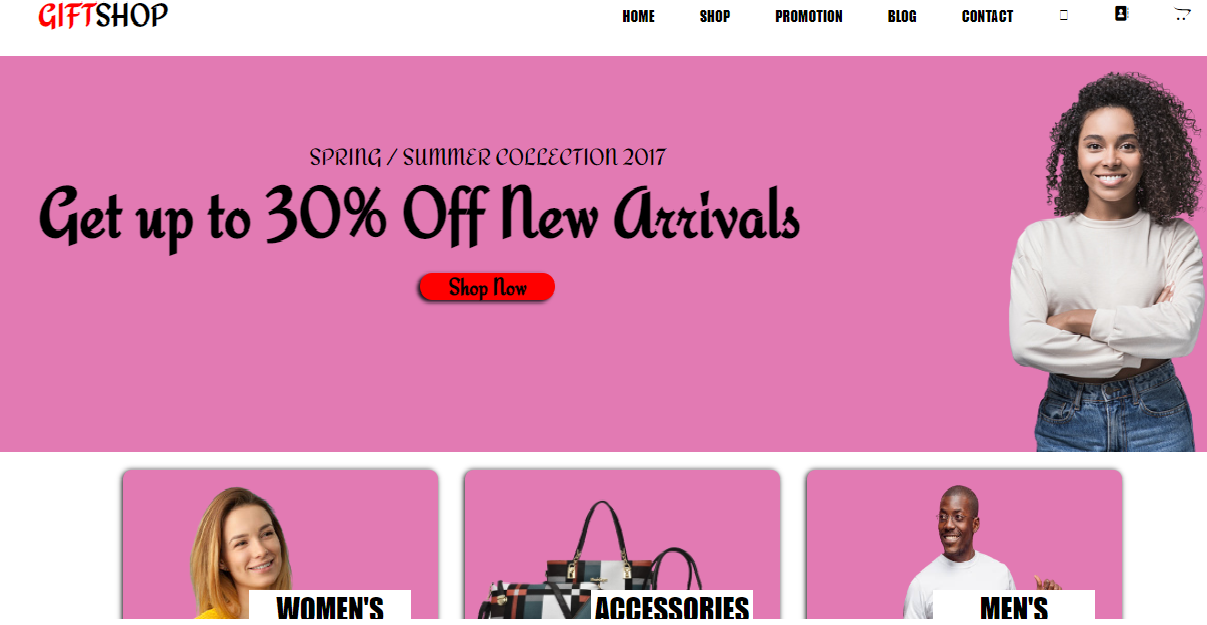 GIFTSHOP
HOME SHOP PROMOTION BLOG CONTACT
SPRING / SUMMER COLLECTION 2017
Get up to 30% Off New Arrivals
Shop Now
WOMEN'S
ACCESSORIES
MEN'S